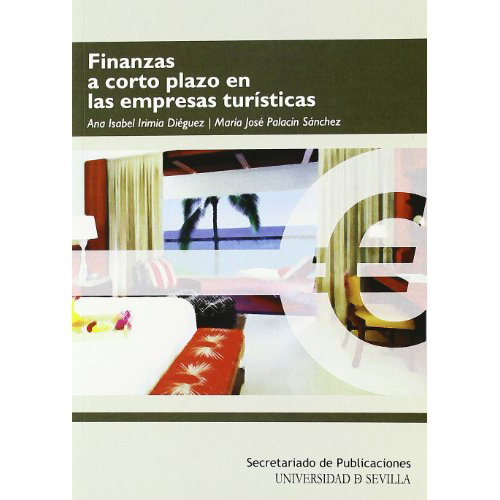 Finanzas
a corto plazo en
las empresas turísticas
Ana Isabel Irimia Diéguez | María José Palacín Sánchez
€
Secretariado de Publicaciones
UNIVERSIDAD D SEVILLA